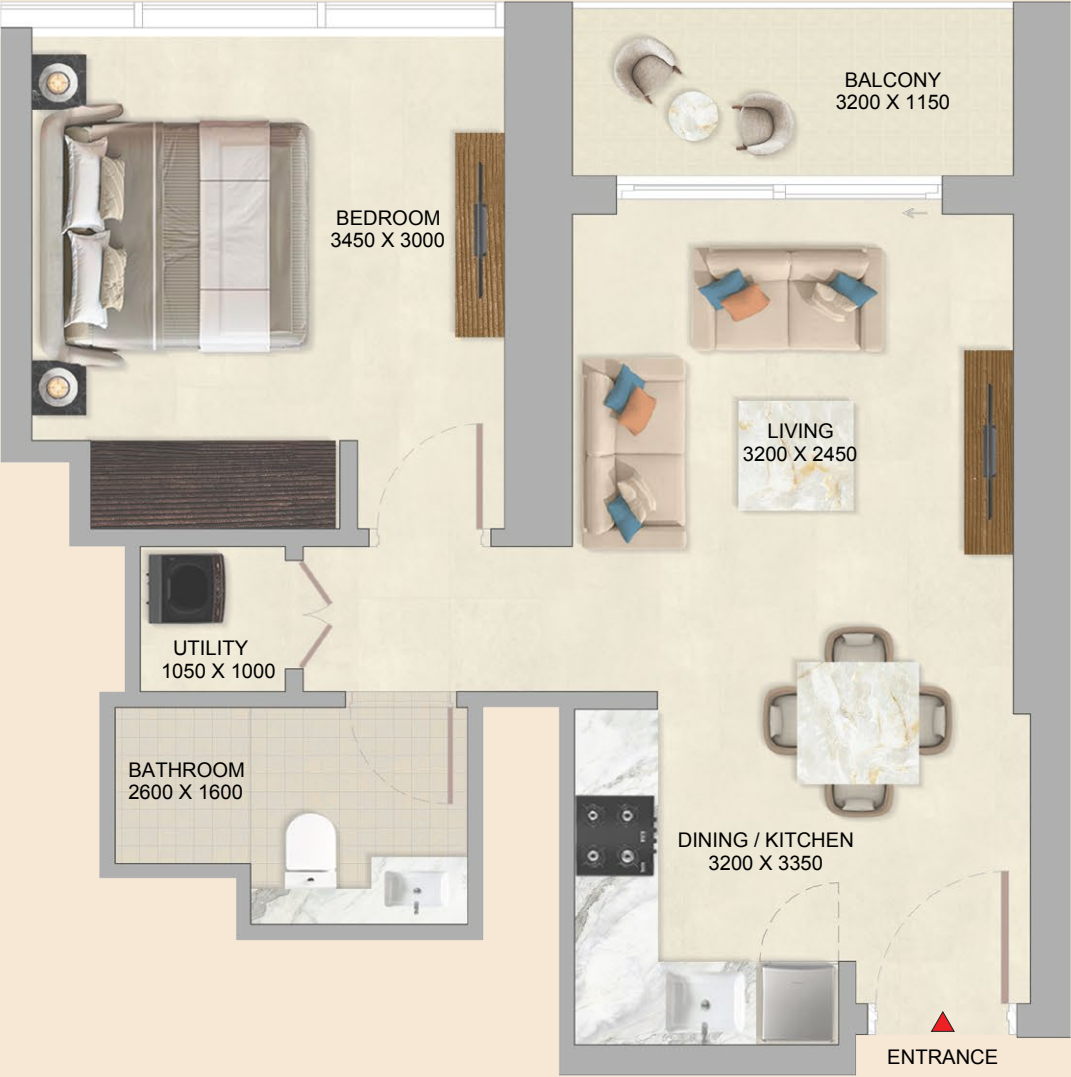 BALCONY
3200 X 1150
BEDROOM
3450 X 3000
LIVING
3200 X 2450
UTILITY
1050 X 1000
BATHROOM
2600 X 1600
DINING / KITCHEN
3200 X 3350
ENTRANCE